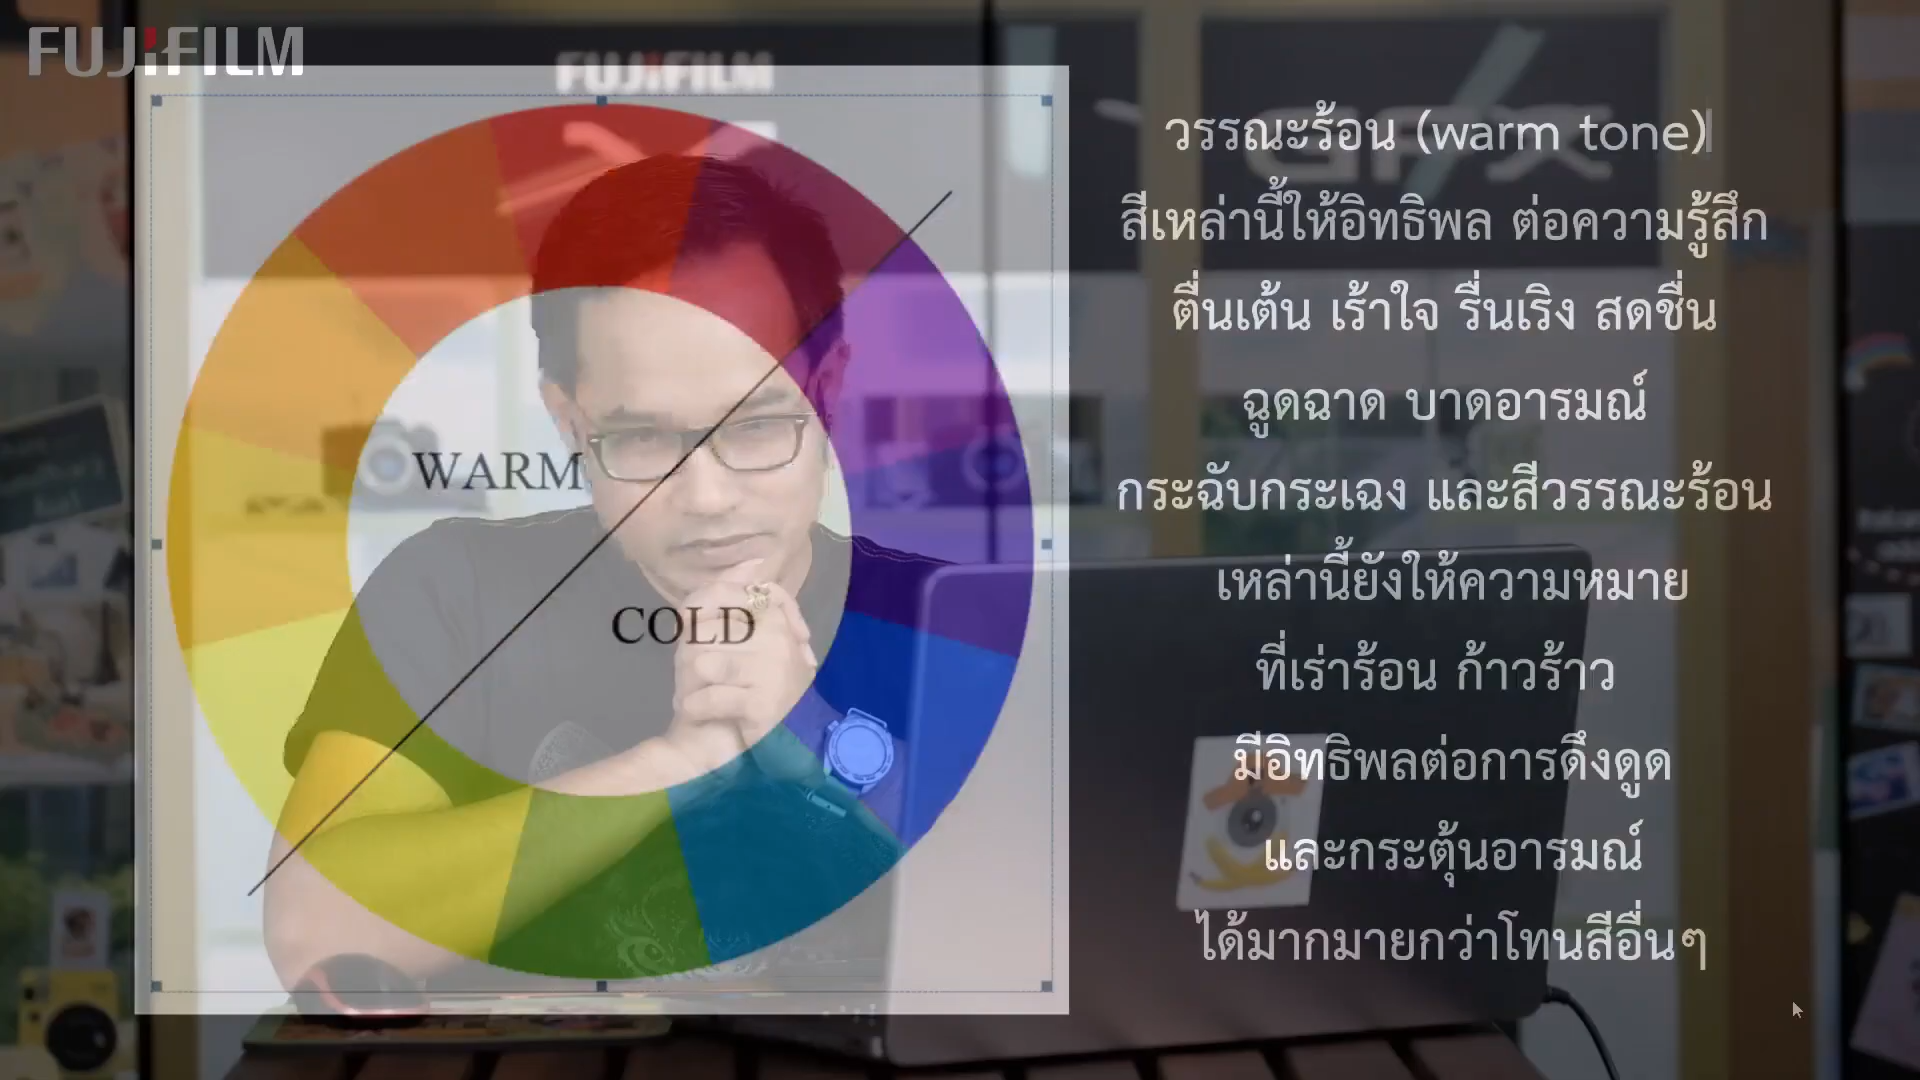 FUJIFILM
FUJIFILM
GFX
วรรณะร้อน (warm tone)
สีเหล่านี้ให้อิทธิพล ต่อความรู้สึก
ตื่นเต้น เร้าใจ รื่นเริง สดชื่น
ฉูดฉาด บาดอารมณ์
กระฉับกระเฉง และสีวรรณะร้อน
เหล่านี้ยังให้ความหมาย
ที่เร่าร้อน ก้าวร้าว
มีอิทธิพลต่อการดึงดูด
และกระตุ้นอารมณ์
ได้มากมายกว่าโทนสีอื่นๆ
WARM
COLD